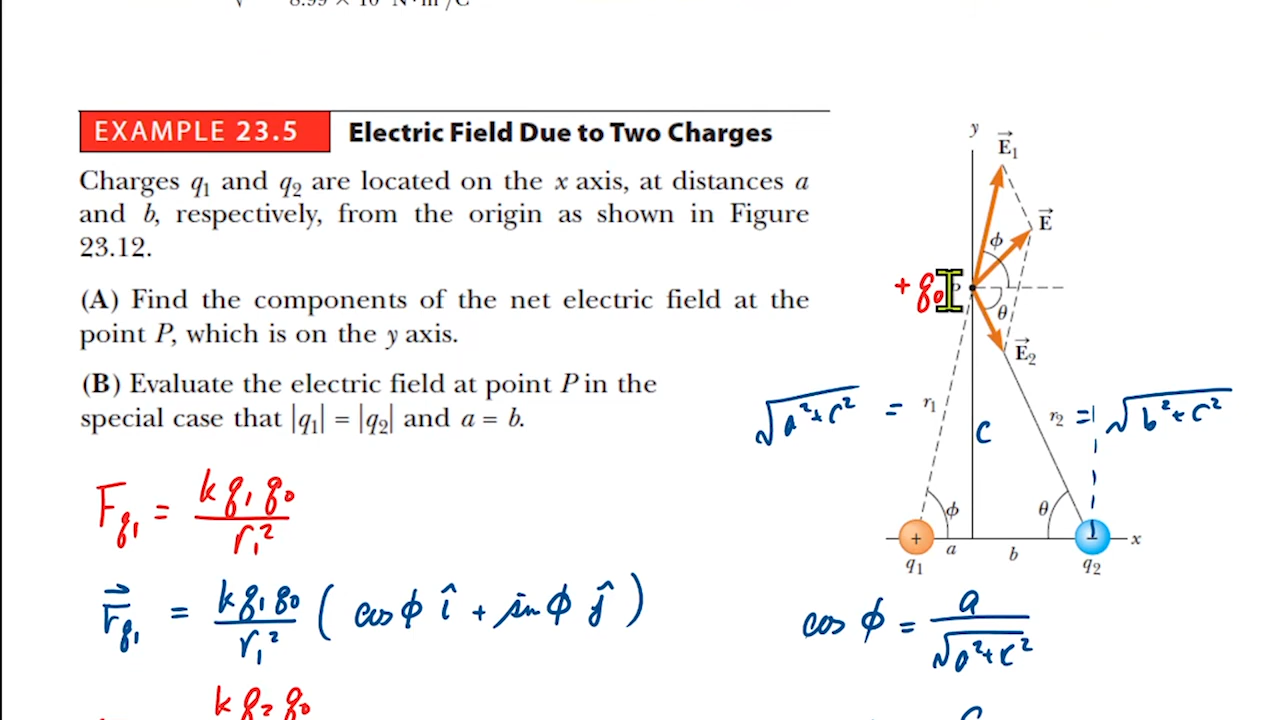 EXAMPLE 23.5 Electric Field Due to Two Charges
Charges q₁ and q₂ are located on the x axis, at distances a
and b, respectively, from the origin as shown in Figure
23.12.
(A) Find the components of the net electric field at the
point P, which is on the y axis.
(B) Evaluate the electric field at point P in the
special case that |q₁| = |q₂| and a = b.
F_q₁ = kq₁q₀ / r₁²
F⃗_q₁ = kq₁q₀ / r₁² ( cos ϕ î + sin ϕ ĵ )
kq₂q₀
y
E⃗₁
E⃗
ϕ
+q₀
P
θ
E⃗₂
√a²+c² = r₁
c
r₂ = √b²+c²
ϕ
θ
+
x
a
b
q₁
q₂
cos ϕ = a / √a²+c²